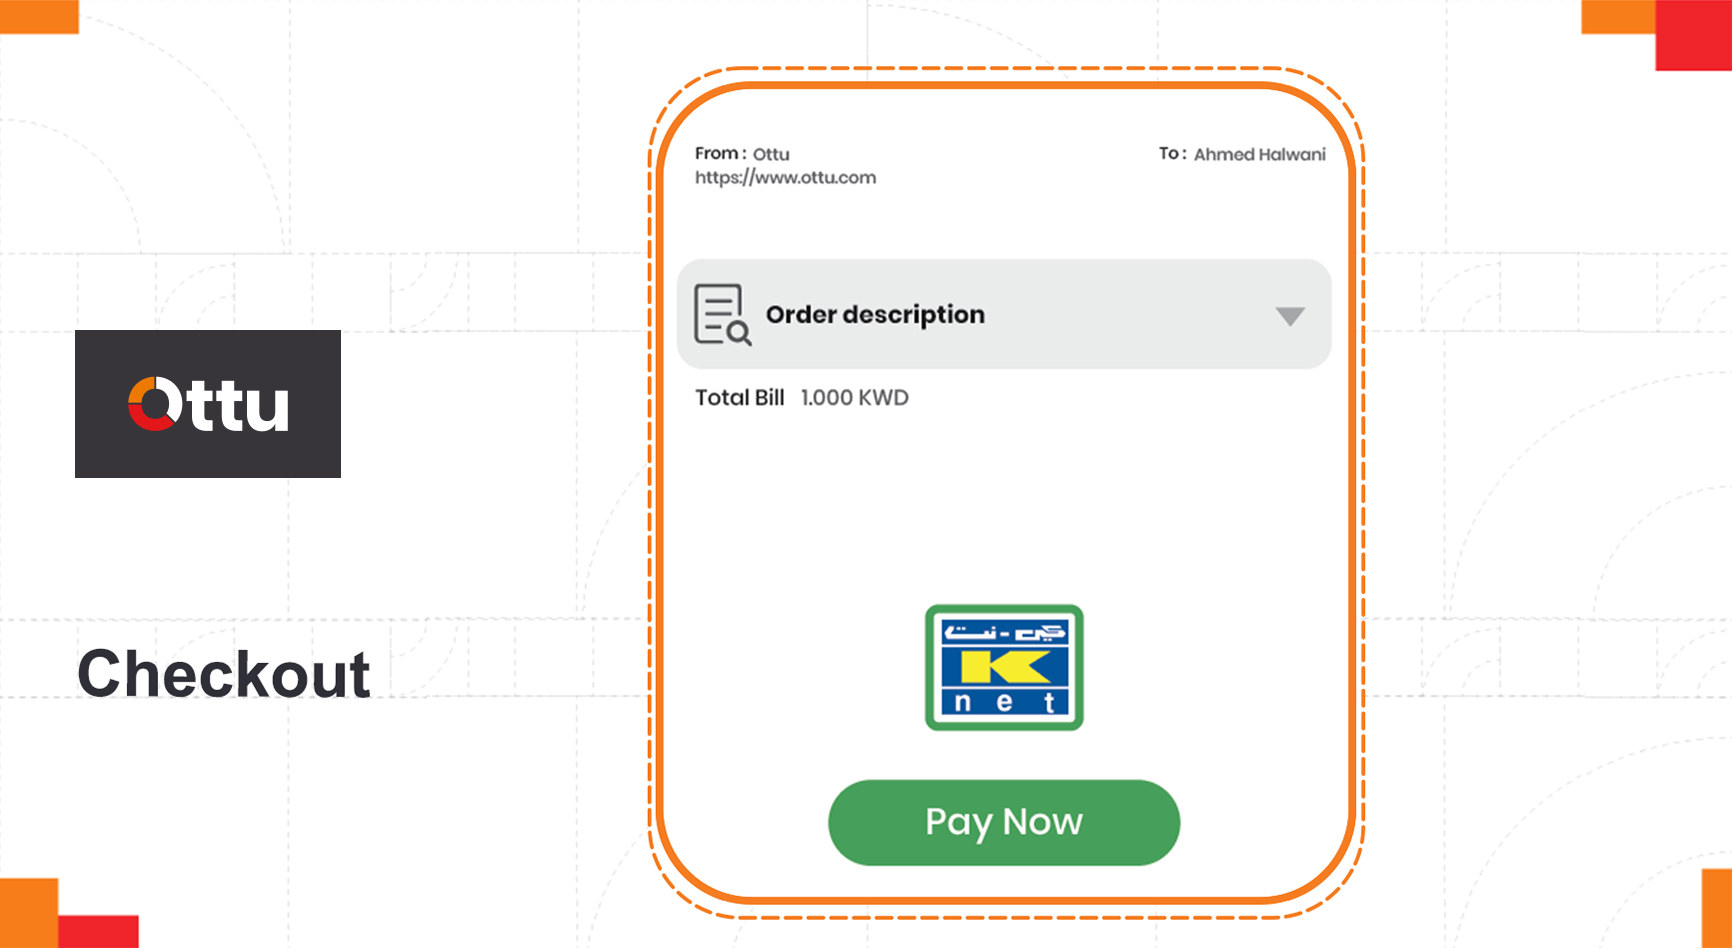 Ottu
Checkout
From : Ottu
https://www.ottu.com
To : Ahmed Halwani
Order description
Total Bill 1.000 KWD
كي-نت
K
net
Pay Now